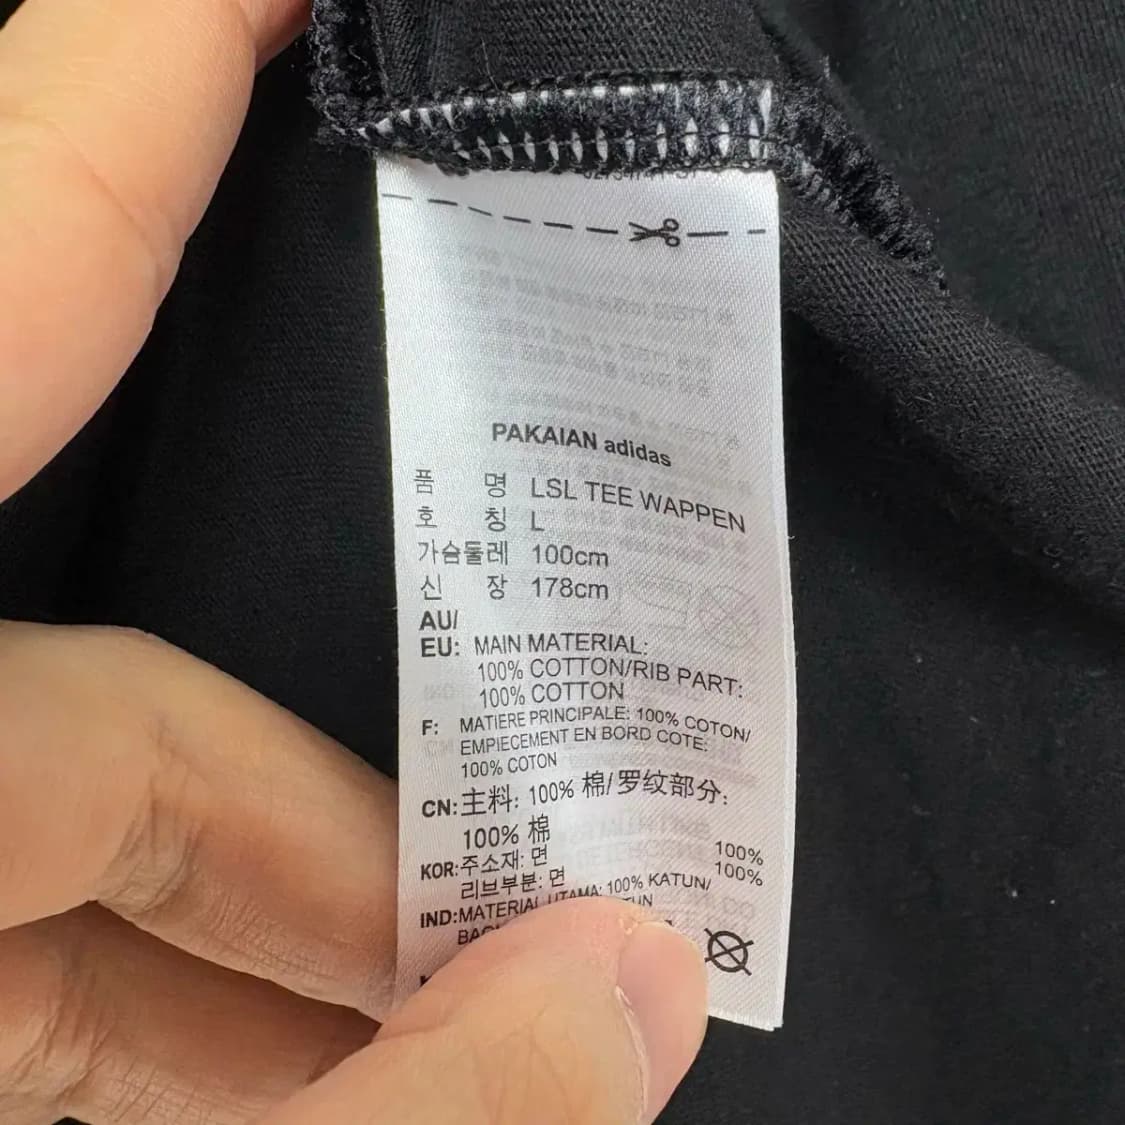 PAKAIAN adidas
품 명 LSL TEE WAPPEN
호 칭 L
가슴둘레 100cm
신 장 178cm
AU/
EU: MAIN MATERIAL:
100% COTTON/RIB PART:
100% COTTON
F: MATIERE PRINCIPALE: 100% COTON/
EMPIECEMENT EN BORD COTE:
100% COTON
CN: 主料: 100% 棉/罗纹部分:
100% 棉
KOR: 주소재: 면 100%
리브부분: 면 100%
IND: MATERIAL UTAMA: 100% KATUN/